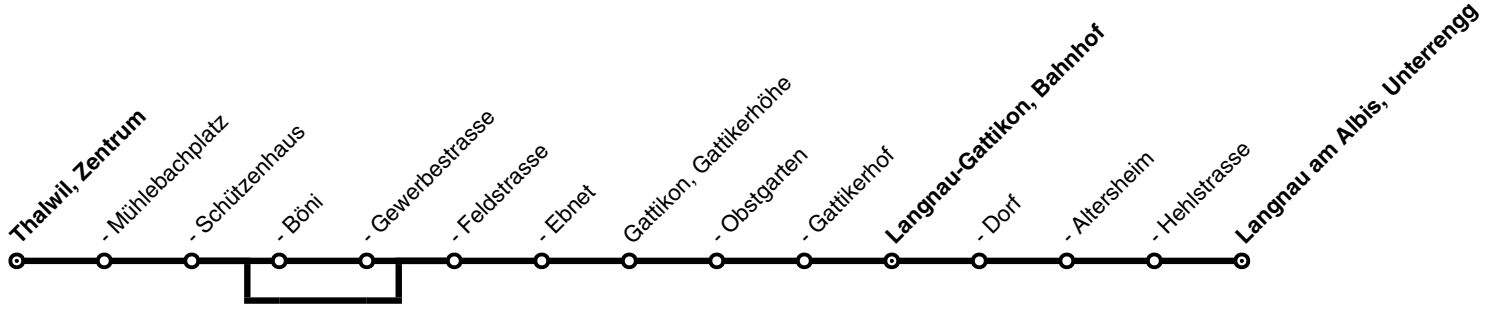 Thalwil, Zentrum
- Mühlebachplatz
- Schützenhaus
- Böni
- Gewerbestrasse
- Feldstrasse
- Ebnet
Gattikon, Gattikerhöhe
- Obstgarten
- Gattikerhof
Langnau-Gattikon, Bahnhof
- Dorf
- Altersheim
- Hehlstrasse
Langnau am Albis, Unterrengg